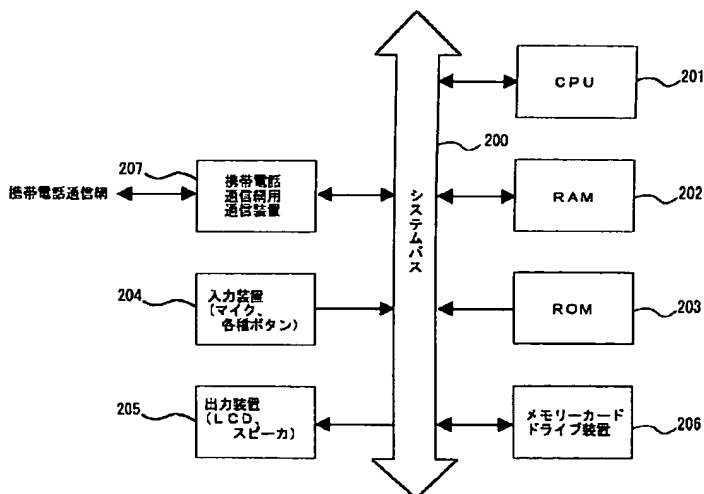 CPU
201
200
207
携帯電話
通信網用
通信装置
携帯電話通信網
システムバス
RAM
202
204
入力装置
(マイク、
各種ボタン)
ROM
203
205
出力装置
(LCD、
スピーカ)
メモリーカード
ドライブ装置
206